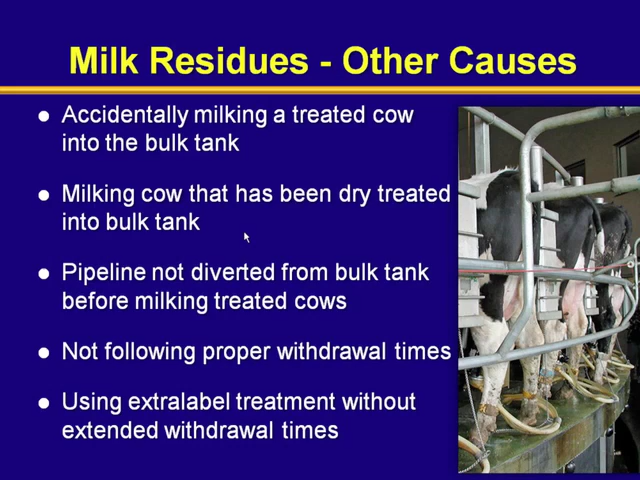 Milk Residues - Other Causes
● Accidentally milking a treated cow
into the bulk tank
● Milking cow that has been dry treated
into bulk tank
● Pipeline not diverted from bulk tank
before milking treated cows
● Not following proper withdrawal times
● Using extralabel treatment without
extended withdrawal times